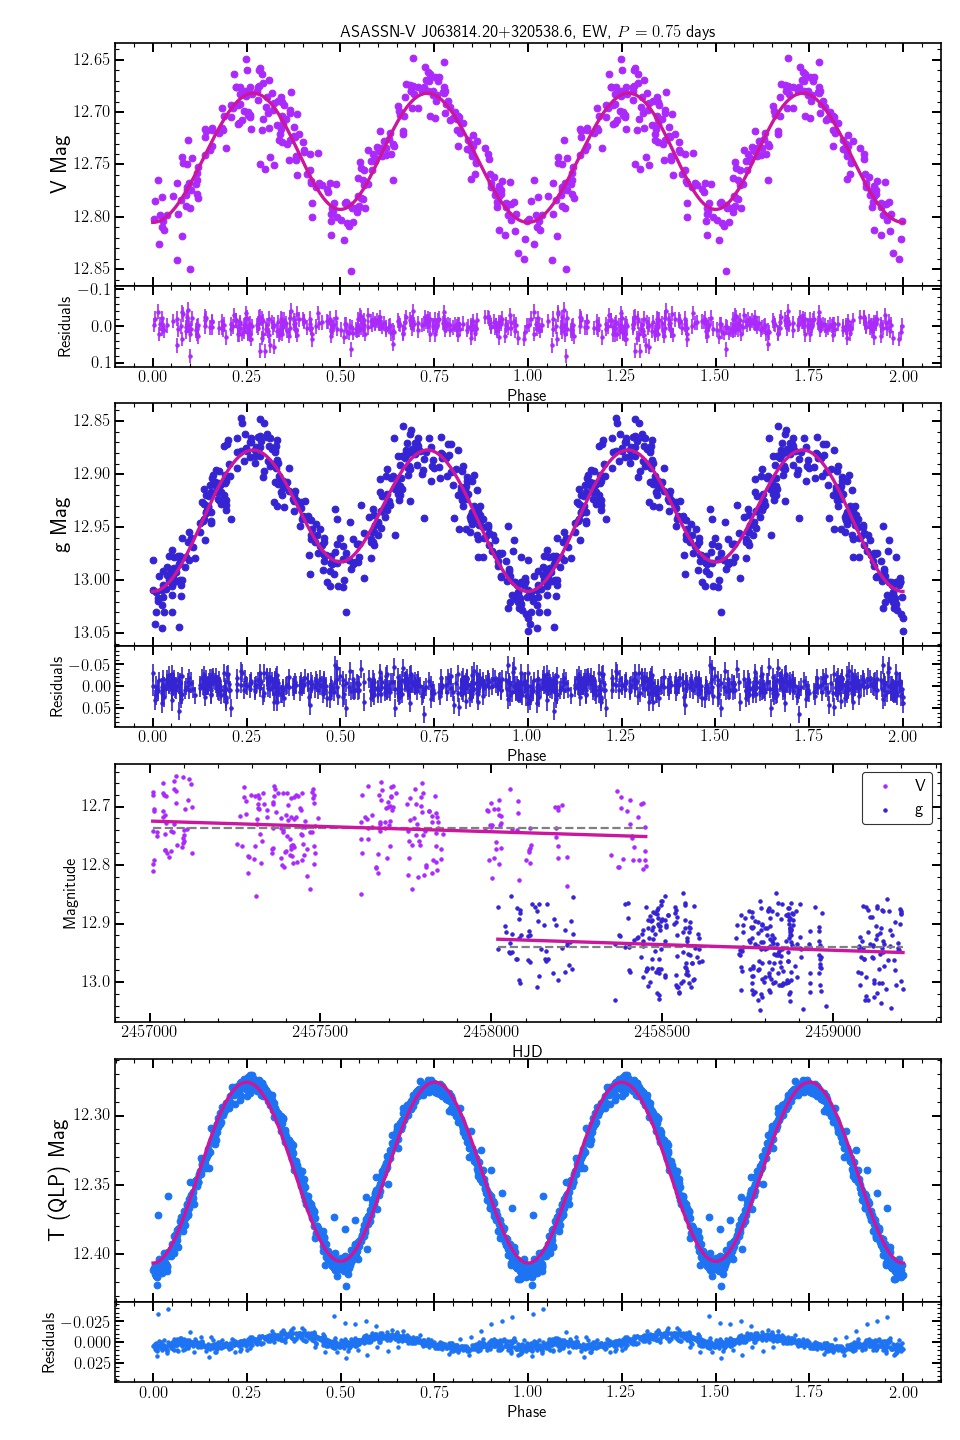 ASASSN-V J063814.20+320538.6, EW, P = 0.75 days
V Mag
12.65
12.70
12.75
12.80
12.85
Residuals
−0.1
0.0
0.1
0.00 0.25 0.50 0.75 1.00 1.25 1.50 1.75 2.00
Phase
g Mag
12.85
12.90
12.95
13.00
13.05
Residuals
−0.05
0.00
0.05
0.00 0.25 0.50 0.75 1.00 1.25 1.50 1.75 2.00
Phase
Magnitude
12.7
12.8
12.9
13.0
V
g
2457000 2457500 2458000 2458500 2459000
HJD
T (QLP) Mag
12.30
12.35
12.40
Residuals
−0.025
0.000
0.025
0.00 0.25 0.50 0.75 1.00 1.25 1.50 1.75 2.00
Phase